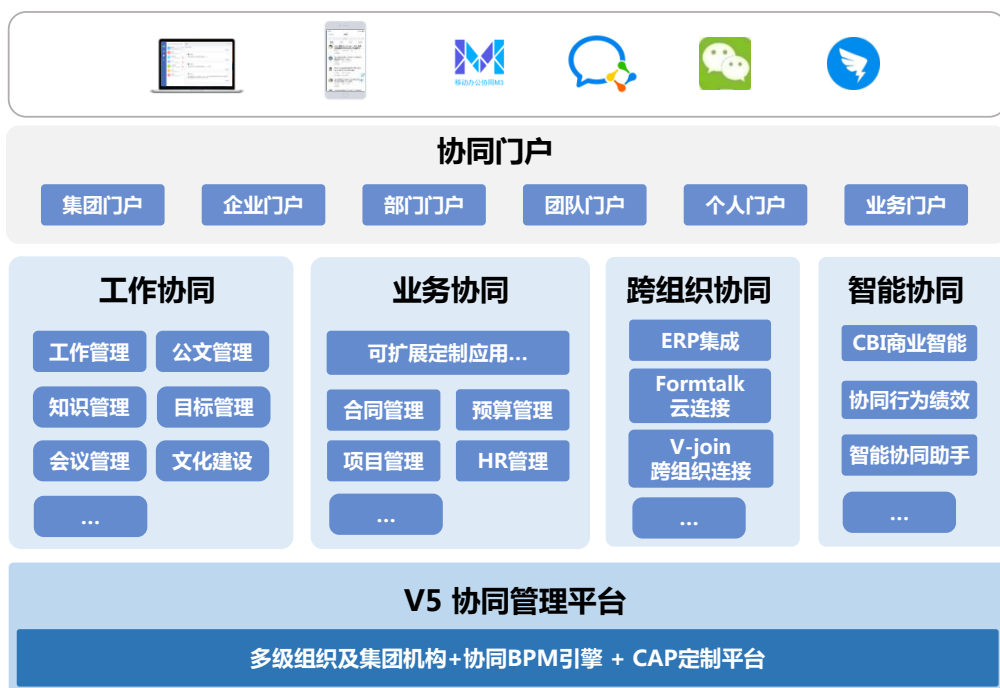 移动办公协同M3
协同门户
集团门户
企业门户
部门门户
团队门户
个人门户
业务门户
工作协同
工作管理
公文管理
知识管理
目标管理
会议管理
文化建设
...
业务协同
可扩展定制应用...
合同管理
预算管理
项目管理
HR管理
...
跨组织协同
ERP集成
Formtalk
云连接
V-join
跨组织连接
...
智能协同
CBI商业智能
协同行为绩效
智能协同助手
...
V5 协同管理平台
多级组织及集团机构+协同BPM引擎 + CAP定制平台